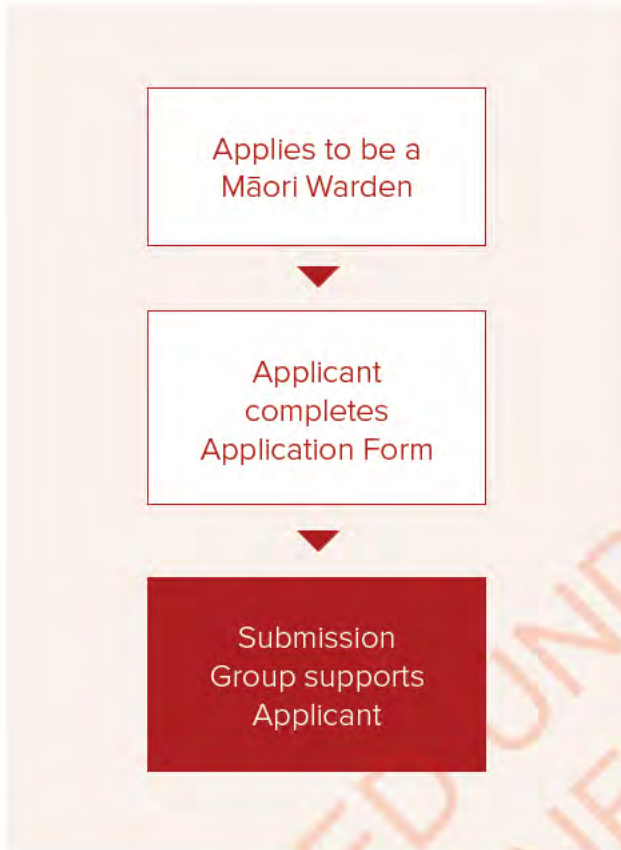 Applies to be a
Māori Warden
Applicant
completes
Application Form
Submission
Group supports
Applicant